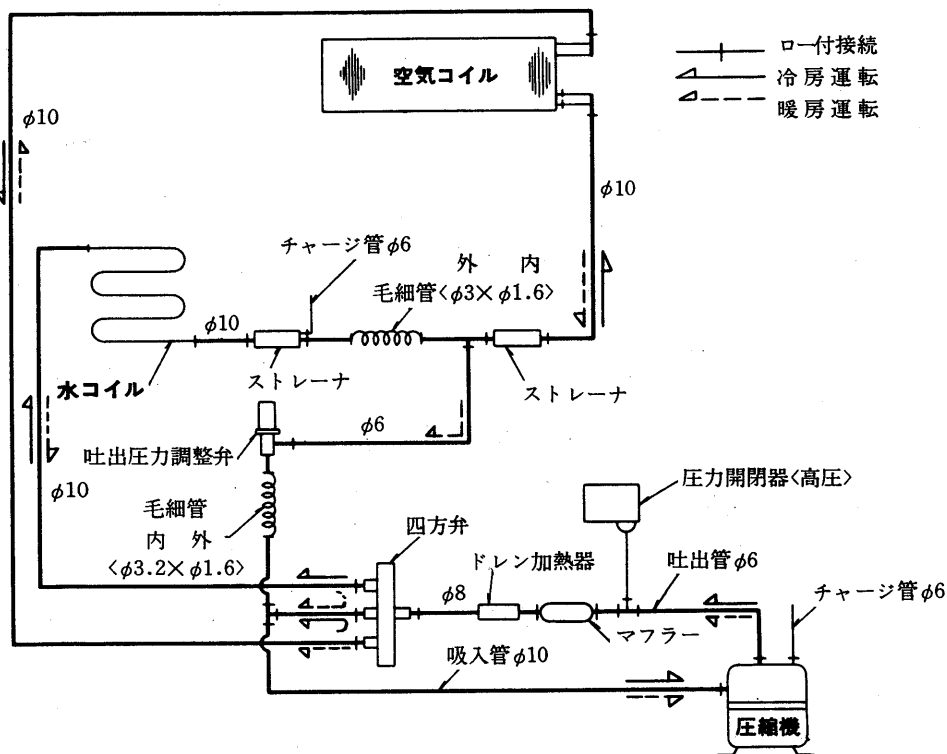 ロー付接続
冷房運転
暖房運転
空気コイル
φ10
φ10
チャージ管φ6
外 内
毛細管<φ3×φ1.6>
φ10
ストレーナ
ストレーナ
水コイル
φ6
吐出圧力調整弁
φ10
毛細管
内 外
<φ3.2×φ1.6>
四方弁
圧力開閉器<高圧>
ドレン加熱器
吐出管φ6
チャージ管φ6
φ8
マフラー
吸入管φ10
圧縮機